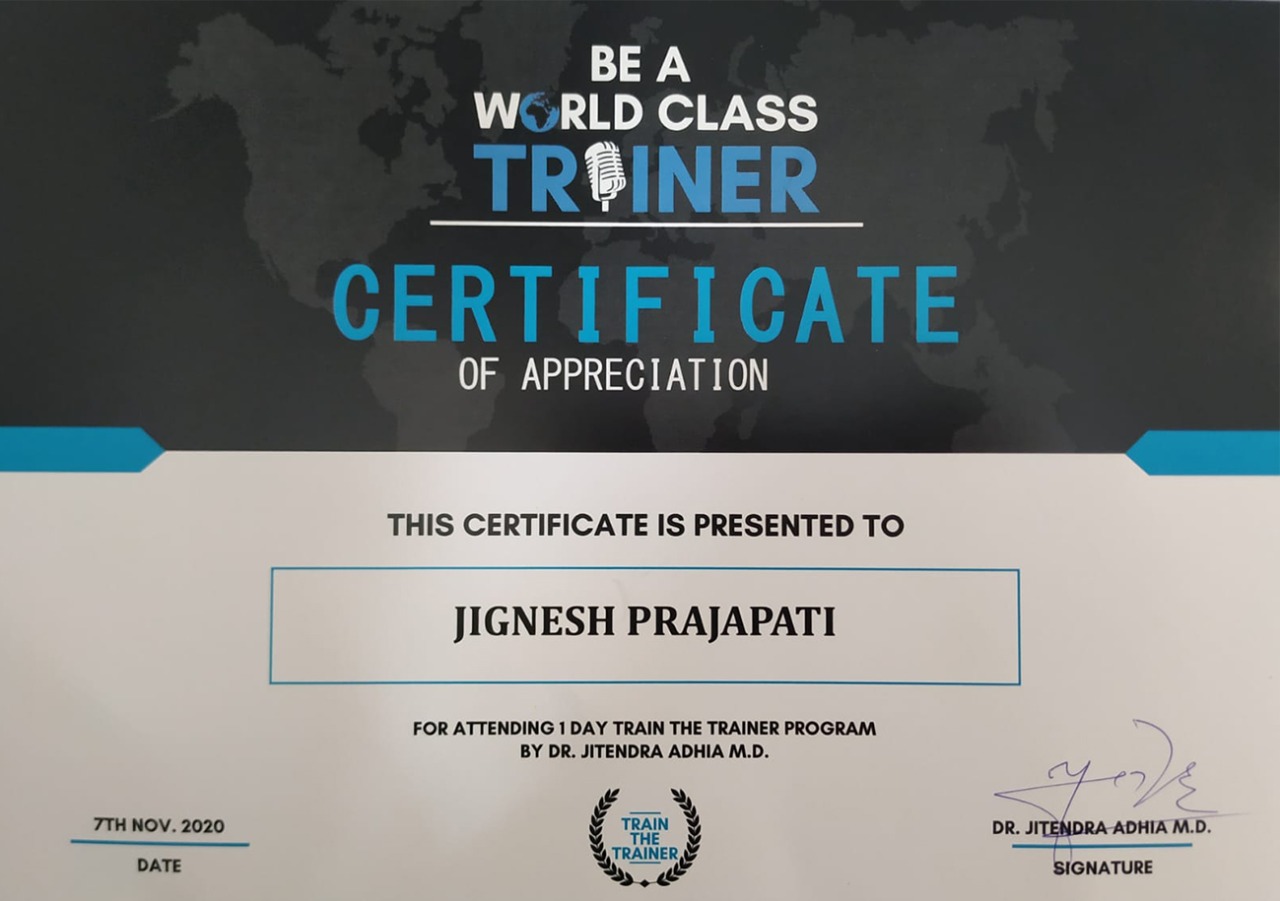 BE A
WORLD CLASS
TRAINER
CERTIFICATE
OF APPRECIATION
THIS CERTIFICATE IS PRESENTED TO
JIGNESH PRAJAPATI
FOR ATTENDING 1 DAY TRAIN THE TRAINER PROGRAM
BY DR. JITENDRA ADHIA M.D.
7TH NOV. 2020
DATE
TRAIN
THE
TRAINER
DR. JITENDRA ADHIA M.D.
SIGNATURE